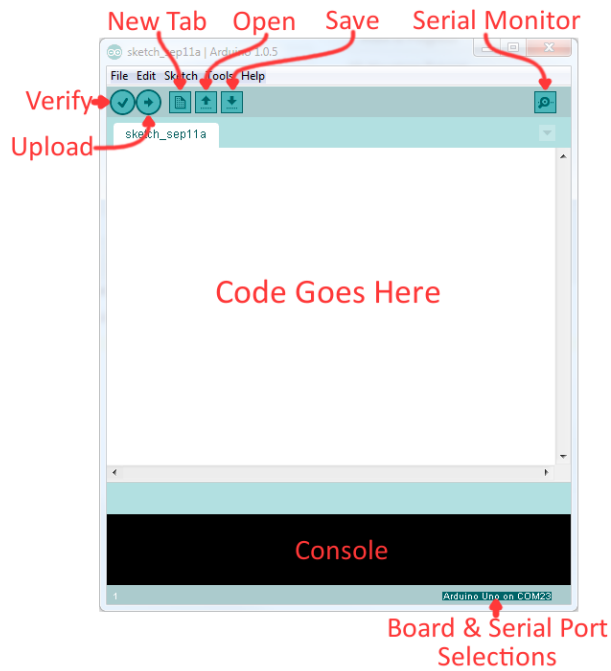 New Tab Open Save Serial Monitor
sketch_sep11a | Arduino 1.0.5
File Edit Sketch Tools Help
Verify
Upload
sketch_sep11a
Code Goes Here
Console
1
Arduino Uno on COM23
Board & Serial Port
Selections